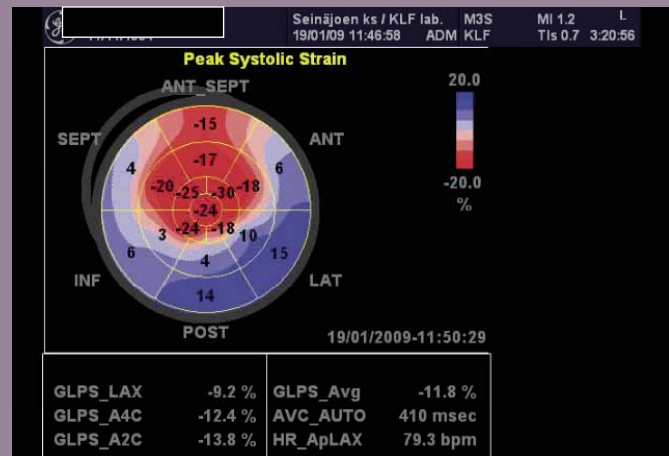 Seinäjoen ks / KLF lab. M3S MI 1.2 L
19/01/09 11:46:58 ADM KLF TIs 0.7 3:20:56
Peak Systolic Strain
ANT_SEPT
20.0
SEPT ANT
-15
4 -17 6
-20 -25 -30 -18
-20.0
%
-24
3 -24 -18 10
6 4 15
INF 14 LAT
POST
19/01/2009-11:50:29
GLPS_LAX -9.2 % GLPS_Avg -11.8 %
GLPS_A4C -12.4 % AVC_AUTO 410 msec
GLPS_A2C -13.8 % HR_ApLAX 79.3 bpm